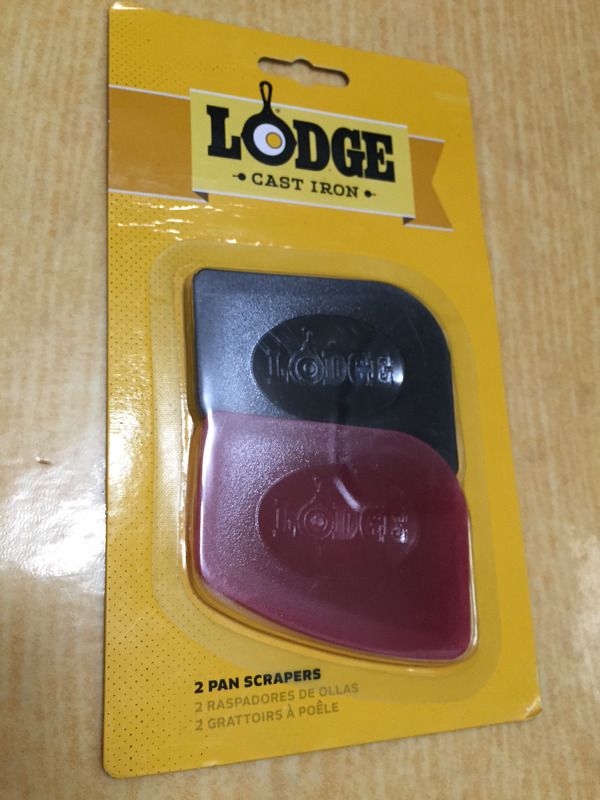 LODGE
CAST IRON
LODGE
LODGE
2 PAN SCRAPERS
2 RASPADORES DE OLLAS
2 GRATTOIRS À POÊLE